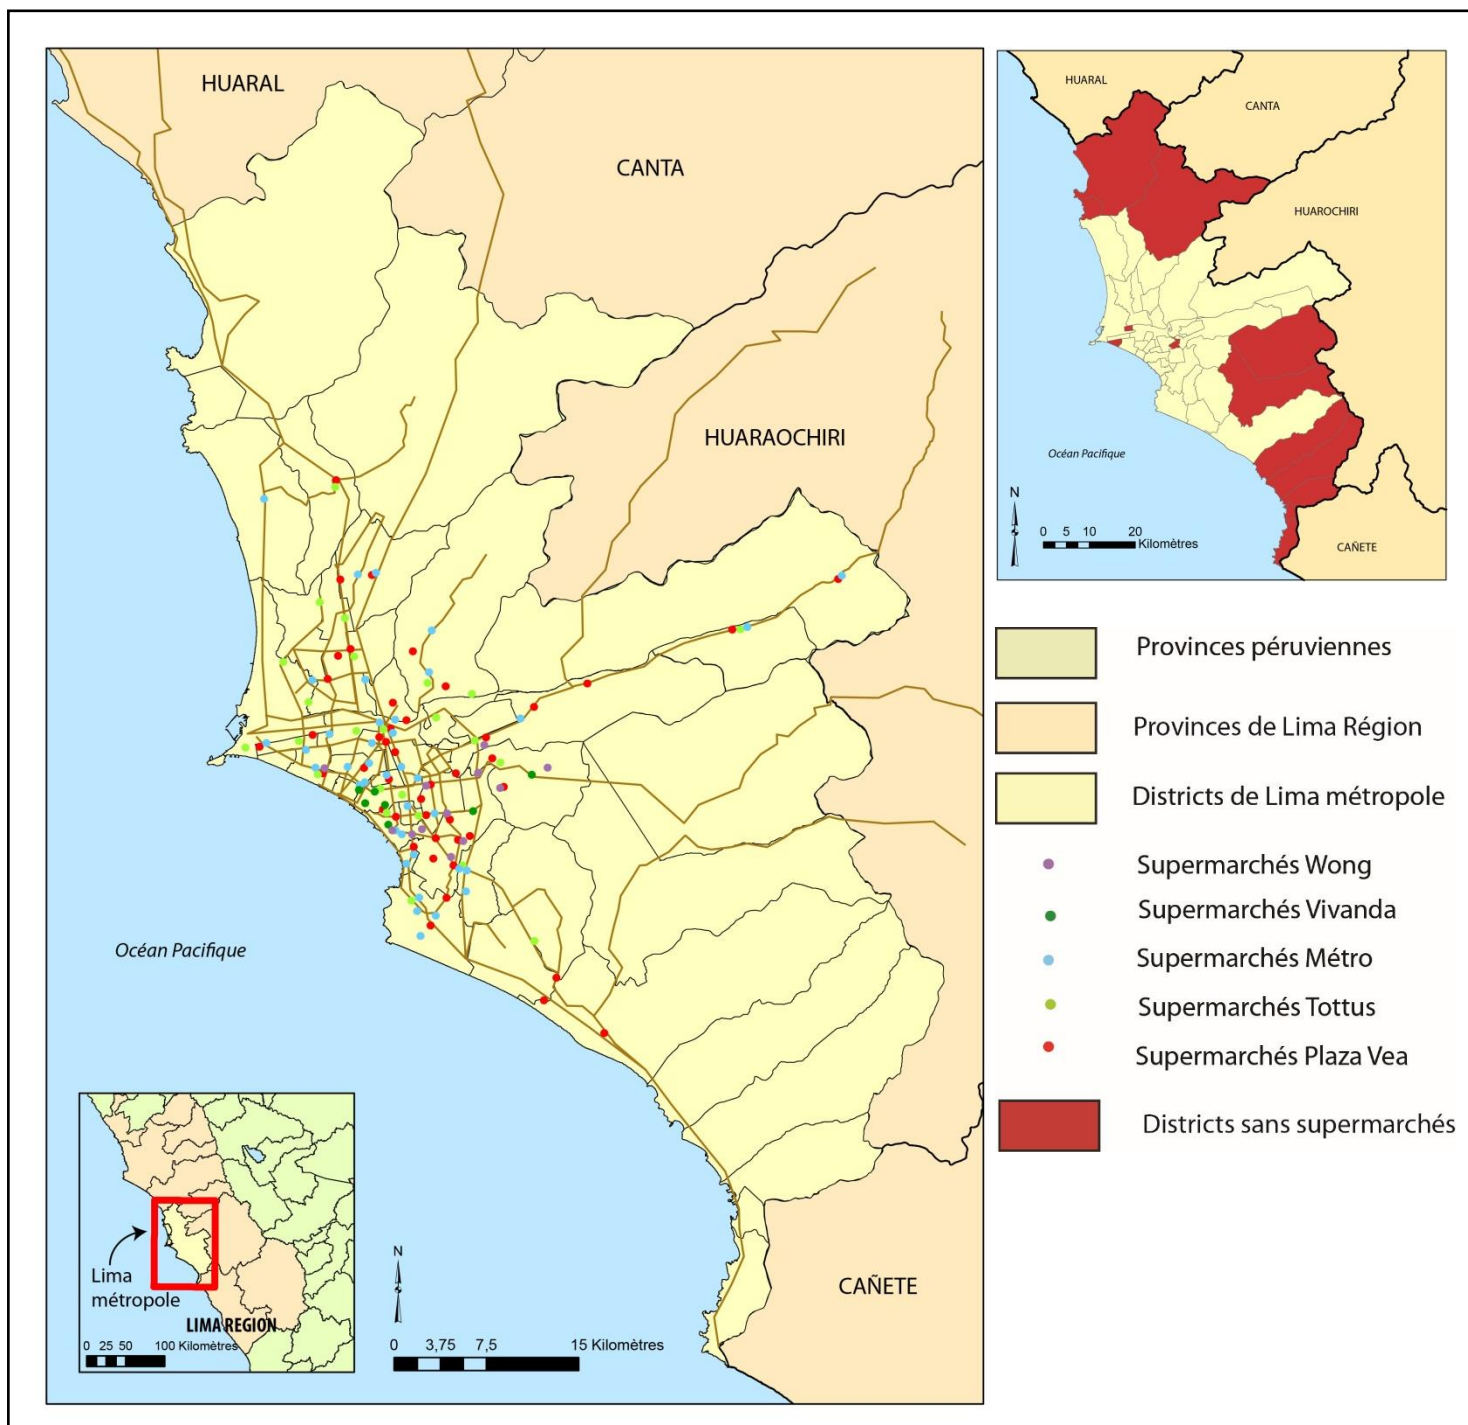 HUARAL
CANTA
HUARAOCHIRI
Océan Pacifique
CAÑETE
N
0 3,75 7,5 15 Kilomètres
Lima
métropole
LIMA REGION
0 25 50 100 Kilomètres
HUARAL
CANTA
HUAROCHIRI
Océan Pacifique
N
0 5 10 20
Kilomètres
CAÑETE
Provinces péruviennes
Provinces de Lima Région
Districts de Lima métropole
Supermarchés Wong
Supermarchés Vivanda
Supermarchés Métro
Supermarchés Tottus
Supermarchés Plaza Vea
Districts sans supermarchés